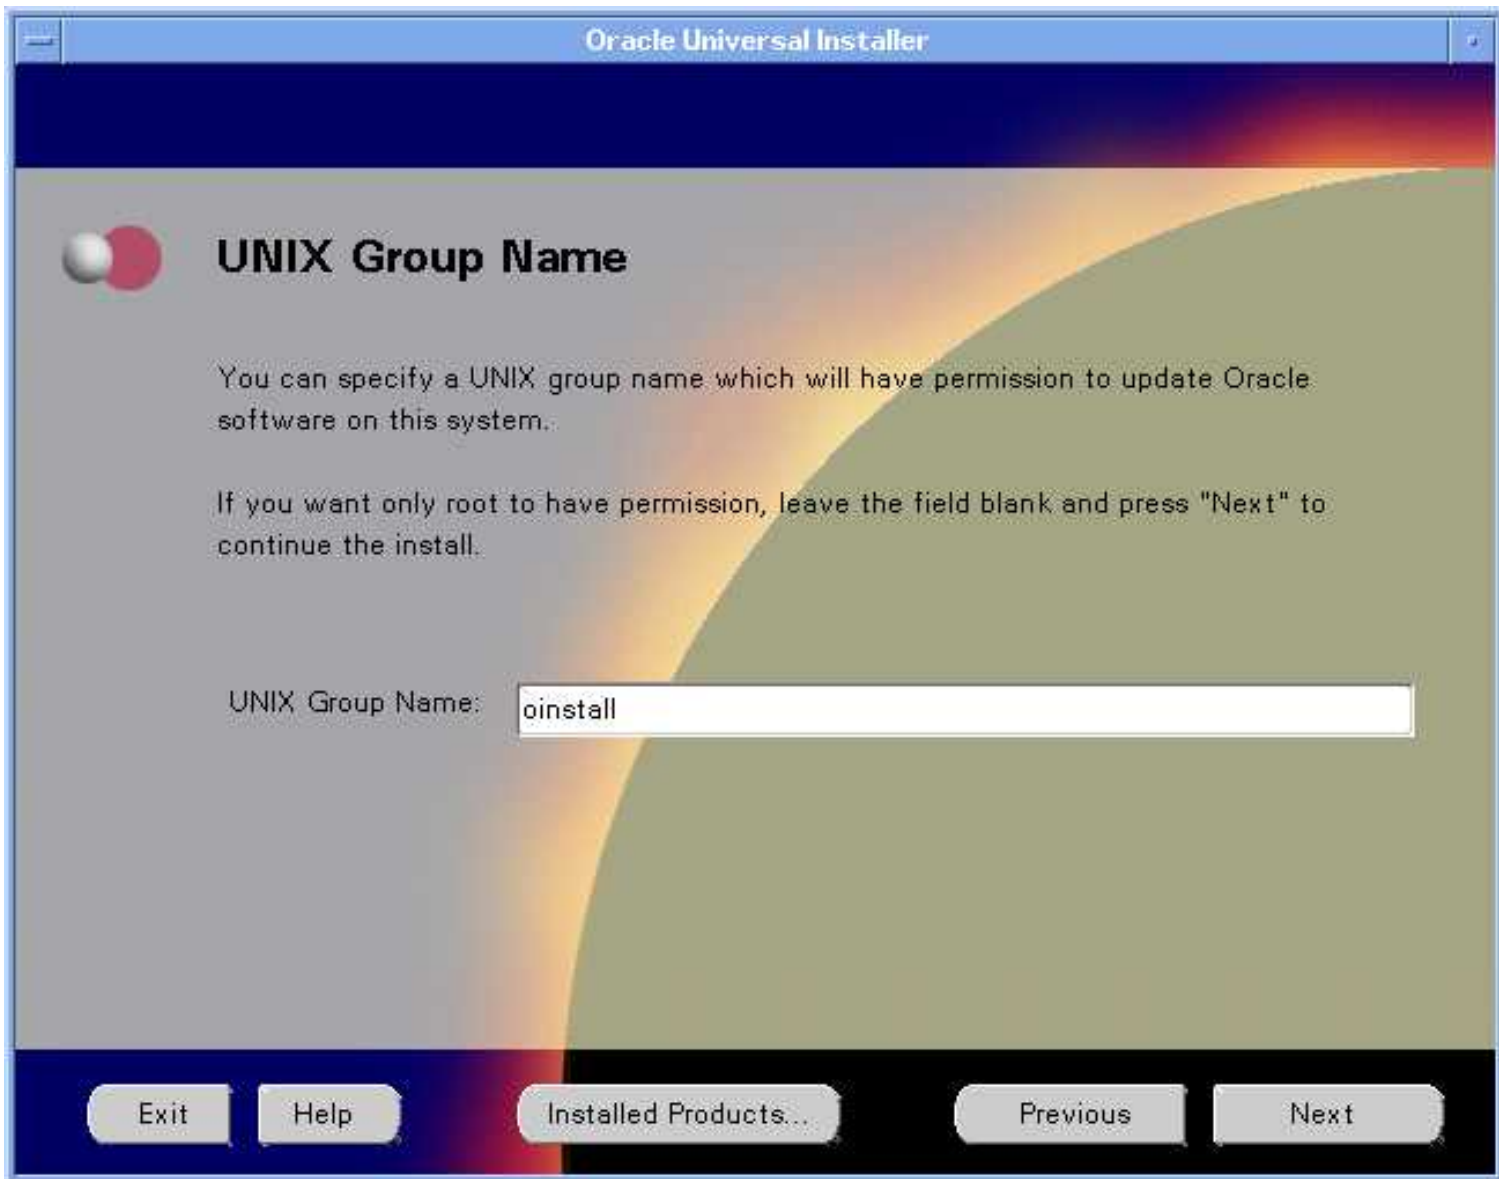 Oracle Universal Installer
UNIX Group Name
You can specify a UNIX group name which will have permission to update Oracle
software on this system.
If you want only root to have permission, leave the field blank and press "Next" to
continue the install.
UNIX Group Name: oinstall
Exit Help Installed Products... Previous Next